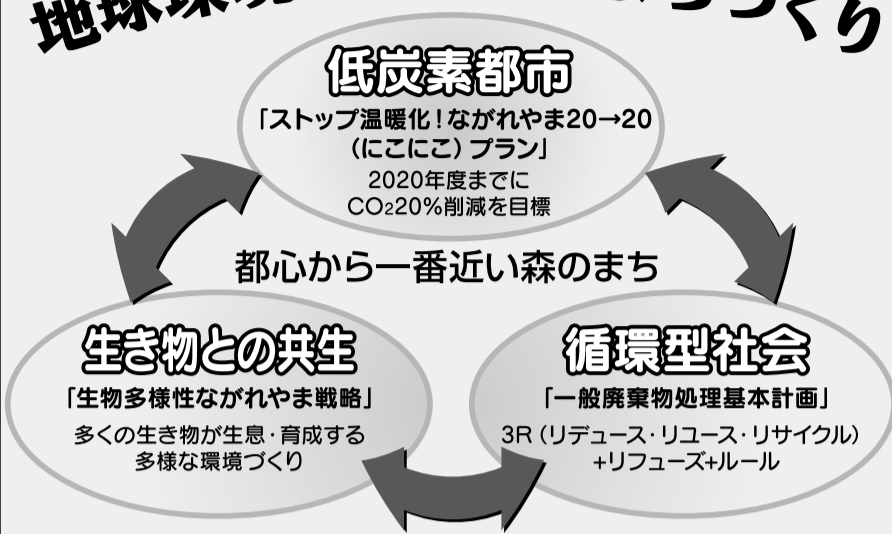 地球環境
づくり
低炭素都市
「ストップ温暖化！ながれやま20→20
（にこにこ）プラン」
2020年度までに
CO₂20%削減を目標
都心から一番近い森のまち
生き物との共生
「生物多様性ながれやま戦略」
多くの生き物が生息・育成する
多様な環境づくり
循環型社会
「一般廃棄物処理基本計画」
3R（リデュース・リユース・リサイクル）
+リフューズ+ルール